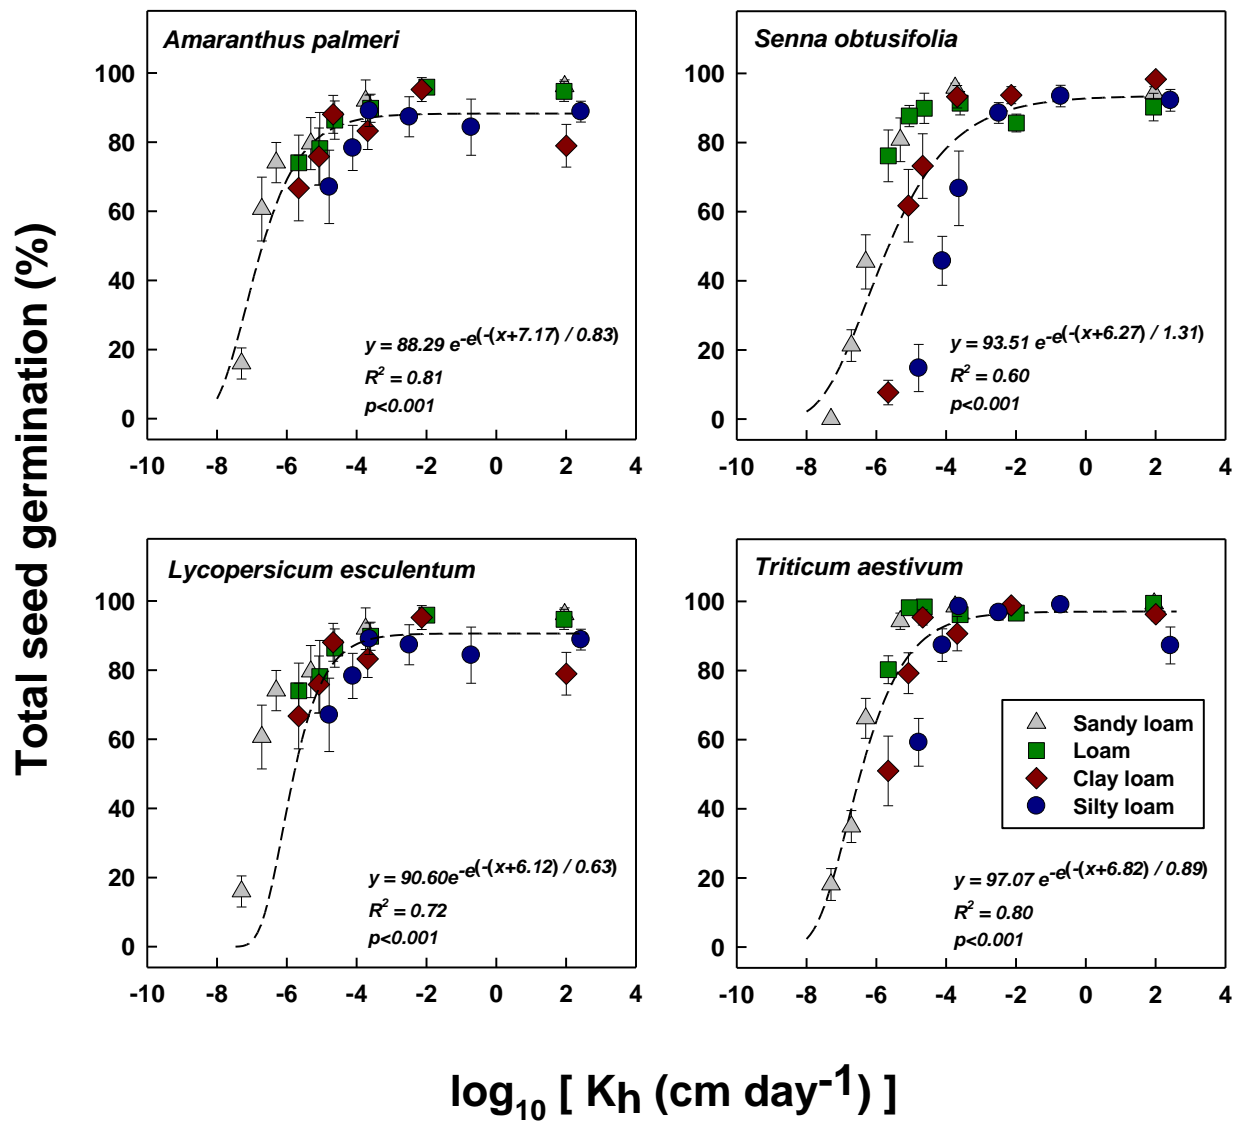 Total seed germination (%)
Amaranthus palmeri
100
80
60
40
20
0
y = 88.29 e-e(-(x+7.17) / 0.83)
R2 = 0.81
p<0.001
-10 -8 -6 -4 -2 0 2 4
Senna obtusifolia
100
80
60
40
20
0
y = 93.51 e-e(-(x+6.27) / 1.31)
R2 = 0.60
p<0.001
-10 -8 -6 -4 -2 0 2 4
Lycopersicum esculentum
100
80
60
40
20
0
y = 90.60e-e(-(x+6.12) / 0.63)
R2 = 0.72
p<0.001
-10 -8 -6 -4 -2 0 2 4
Triticum aestivum
100
80
60
40
20
0
Sandy loam
Loam
Clay loam
Silty loam
y = 97.07 e-e(-(x+6.82) / 0.89)
R2 = 0.80
p<0.001
-10 -8 -6 -4 -2 0 2 4
log10 [ Kh (cm day-1) ]